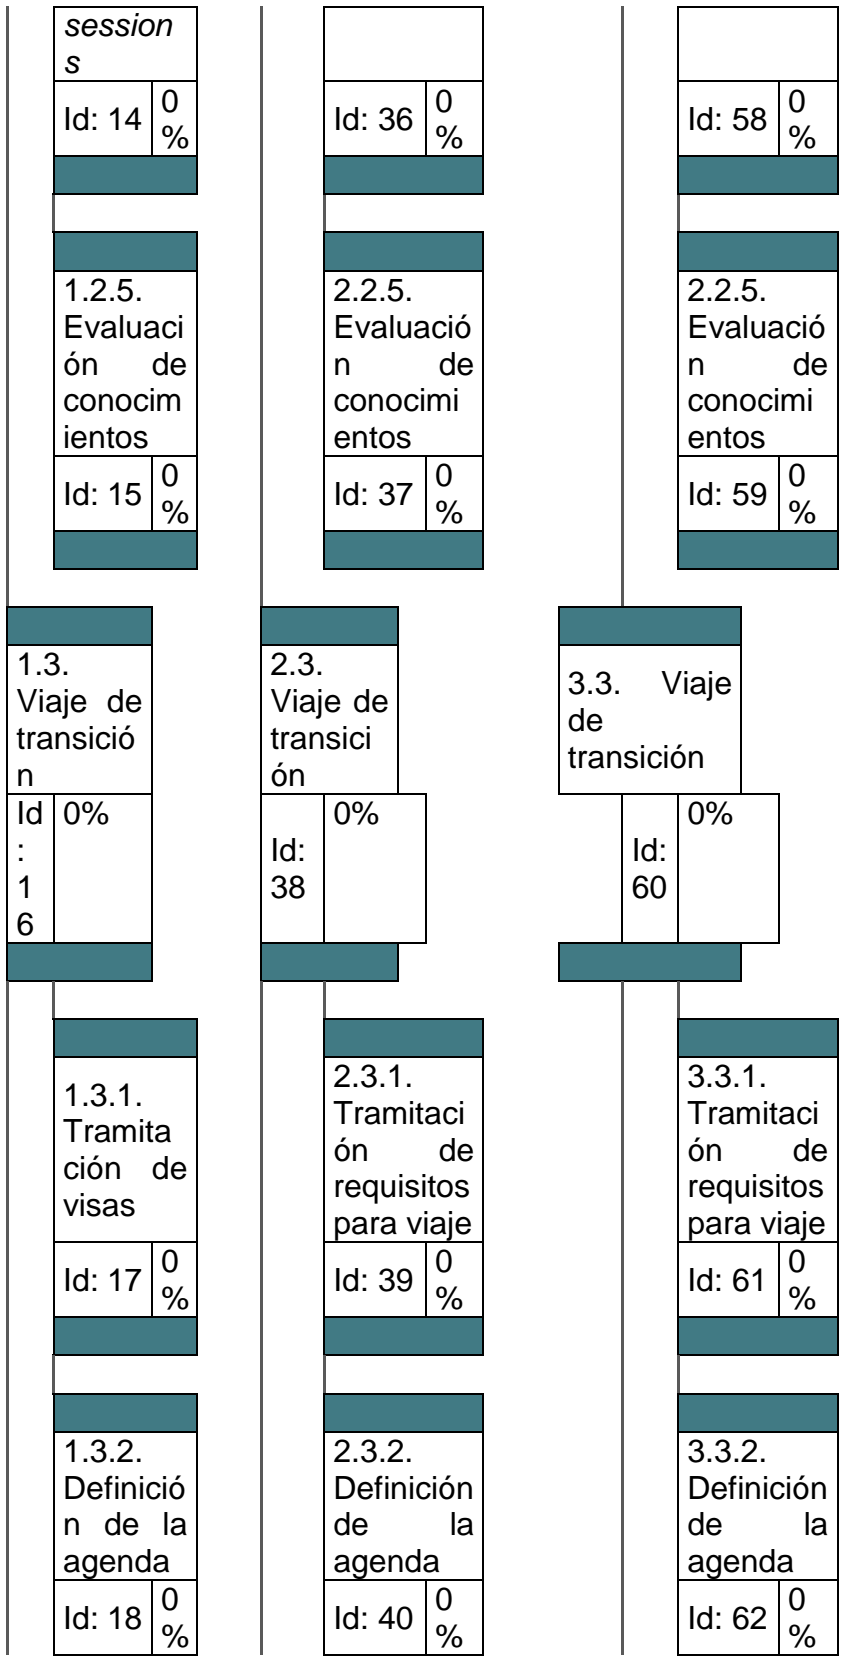 session
s
Id: 14
0
%
Id: 36
0
%
Id: 58
0
%
1.2.5.
Evaluaci
ón de
conocim
ientos
Id: 15
0
%
2.2.5.
Evaluació
n de
conocimi
entos
Id: 37
0
%
2.2.5.
Evaluació
n de
conocimi
entos
Id: 59
0
%
1.3.
Viaje de
transició
n
Id
:
1
6
0%
2.3.
Viaje de
transici
ón
Id:
38
0%
3.3. Viaje
de
transición
Id:
60
0%
1.3.1.
Tramita
ción de
visas
Id: 17
0
%
2.3.1.
Tramitaci
ón de
requisitos
para viaje
Id: 39
0
%
3.3.1.
Tramitaci
ón de
requisitos
para viaje
Id: 61
0
%
1.3.2.
Definició
n de la
agenda
Id: 18
0
%
2.3.2.
Definición
de la
agenda
Id: 40
0
%
3.3.2.
Definición
de la
agenda
Id: 62
0
%